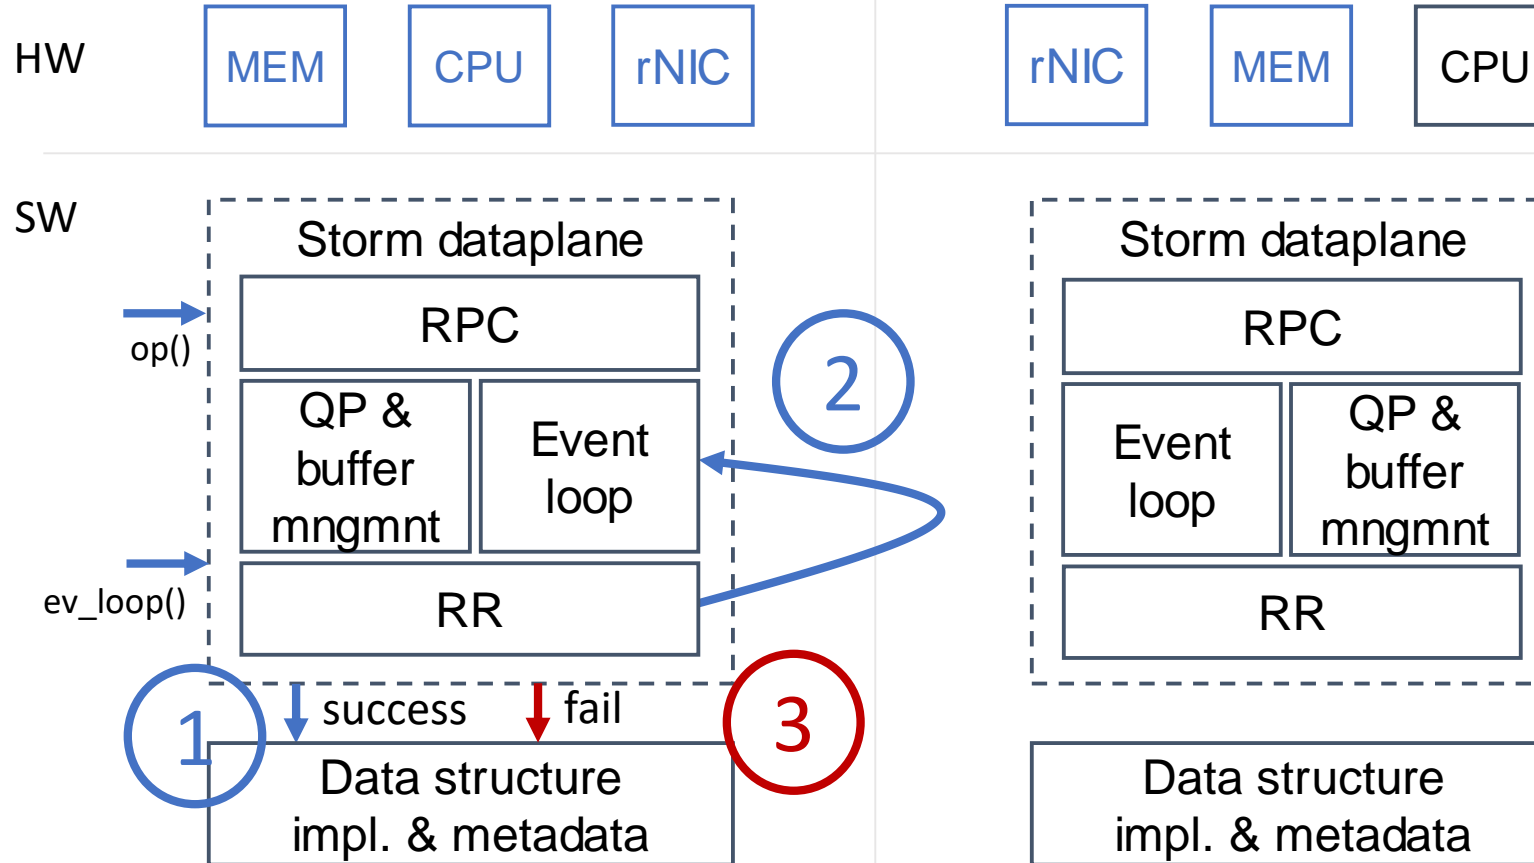 HW
MEM
CPU
rNIC
rNIC
MEM
CPU
SW
Storm dataplane
RPC
op()
QP &
buffer
mngmnt
Event
loop
2
ev_loop()
RR
1
success
fail
3
Data structure
impl. & metadata
Storm dataplane
RPC
Event
loop
QP &
buffer
mngmnt
RR
Data structure
impl. & metadata